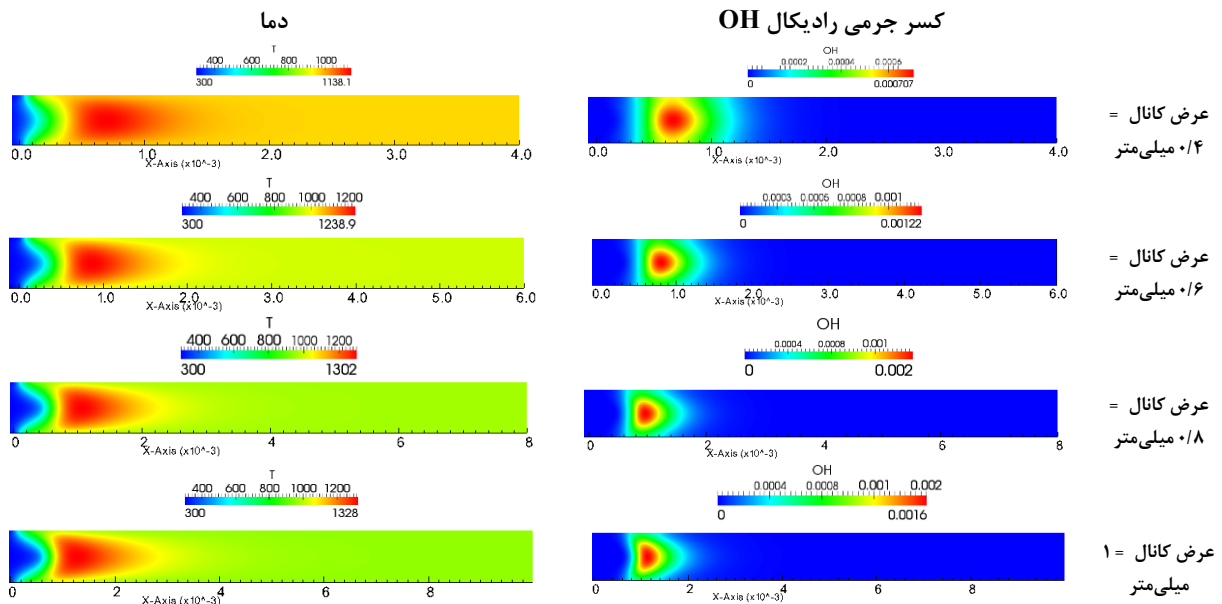 دما
کسر جرمی رادیکال OH
T
400 600 800 1000
300 1138.1
OH
0.0002 0.0004 0.0006
0 0.000707
عرض کانال =
۰/۴ میلی‌متر
0.0 1.0 2.0 3.0 4.0
X-Axis (x10^-3)
0.0 1.0 2.0 3.0 4.0
X-Axis (x10^-3)
T
400 600 800 1000 1200
300 1238.9
OH
0.0003 0.0005 0.0008 0.001
0 0.00122
عرض کانال =
۰/۶ میلی‌متر
0.0 1.0 2.0 3.0 4.0 5.0 6.0
X-Axis (x10^-3)
0.0 1.0 2.0 3.0 4.0 5.0 6.0
X-Axis (x10^-3)
T
400 600 800 1000 1200
300 1302
OH
0.0004 0.0008 0.001
0 0.002
عرض کانال =
۰/۸ میلی‌متر
0 2 4 6 8
X-Axis (x10^-3)
0 2 4 6 8
X-Axis (x10^-3)
T
400 600 800 1000 1200
300 1328
OH
0.0004 0.0008 0.001 0.002
0 0.0016
عرض کانال = ۱
میلی‌متر
0 2 4 6 8
X-Axis (x10^-3)
0 2 4 6 8
X-Axis (x10^-3)